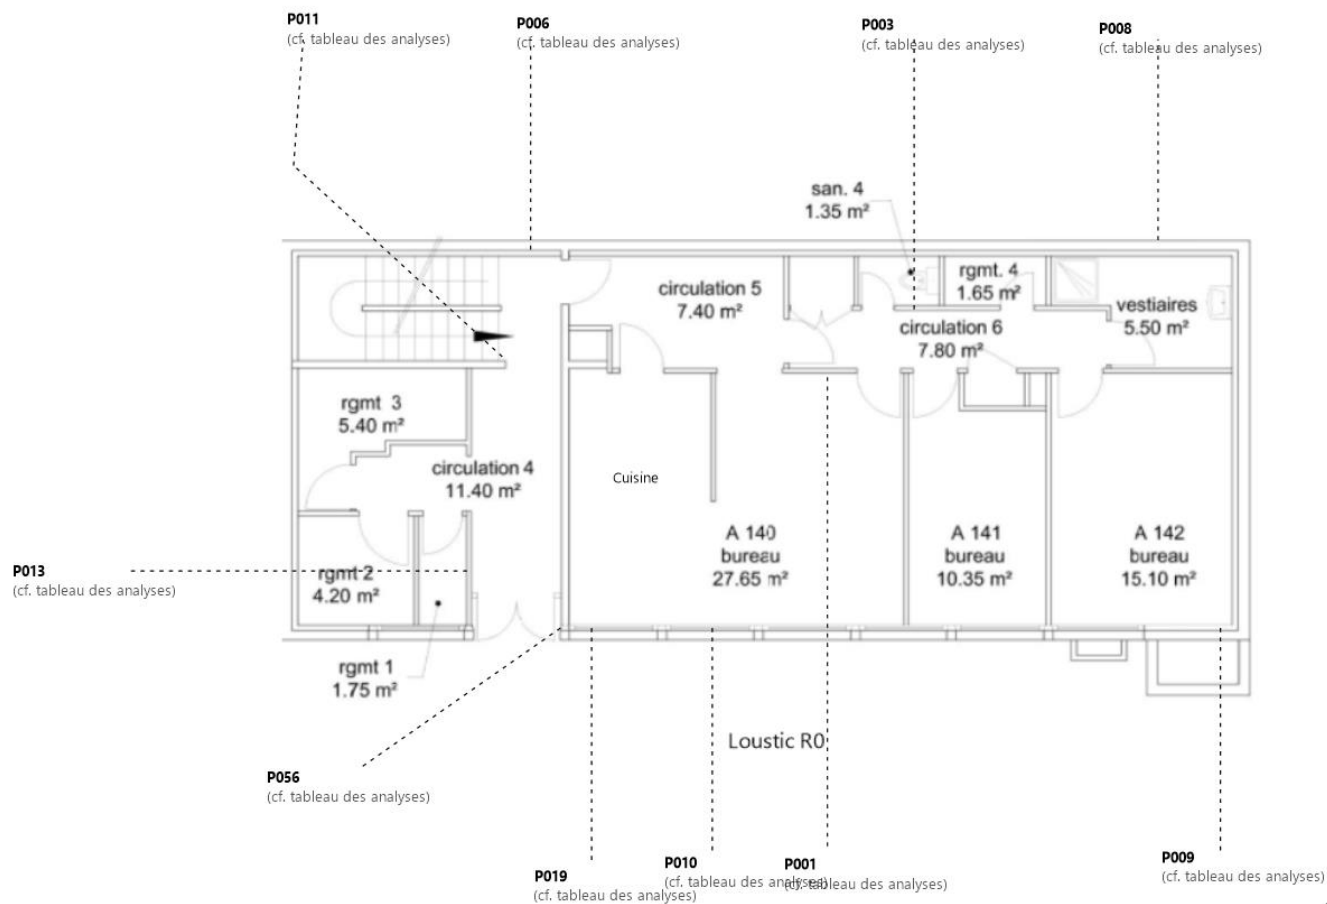 P011
(cf. tableau des analyses)
P006
(cf. tableau des analyses)
P003
(cf. tableau des analyses)
P008
(cf. tableau des analyses)
san. 4
1.35 m²
circulation 5
7.40 m²
rgmt. 4
1.65 m²
vestiaires
5.50 m²
circulation 6
7.80 m²
rgmt 3
5.40 m²
circulation 4
11.40 m²
Cuisine
A 140
bureau
27.65 m²
A 141
bureau
10.35 m²
A 142
bureau
15.10 m²
P013
(cf. tableau des analyses)
rgmt 2
4.20 m²
rgmt 1
1.75 m²
Loustic R0
P056
(cf. tableau des analyses)
P019
(cf. tableau des analyses)
P010
(cf. tableau des analyses)
P001
(cf. tableau des analyses)
P009
(cf. tableau des analyses)